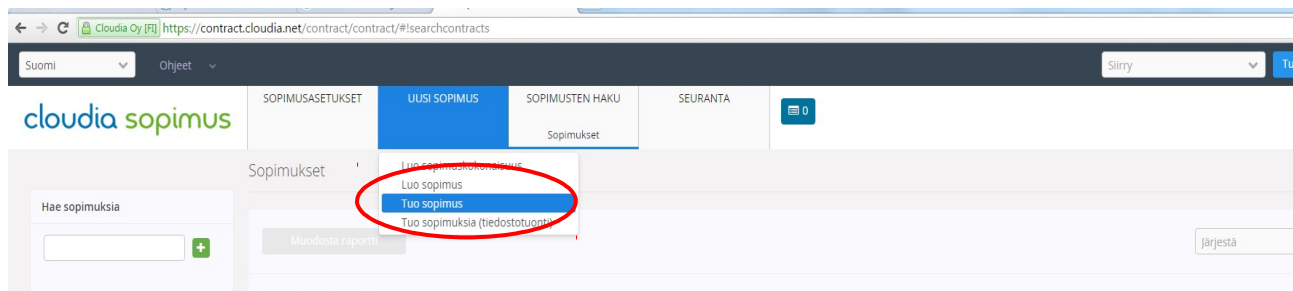 Cloudia Oy [FI] https://contract.cloudia.net/contract/contract/#!searchcontracts
Suomi Ohjeet Siirry Tu
cloudia sopimus
SOPIMUSASETUKSET UUSI SOPIMUS SOPIMUSTEN HAKU SEURANTA
0
Sopimukset
Sopimukset
Luo sopimuskokonaisuus
Luo sopimus
Tuo sopimus
Tuo sopimuksia (tiedostotuonti)
Hae sopimuksia
Muodosta raportti
Järjestä